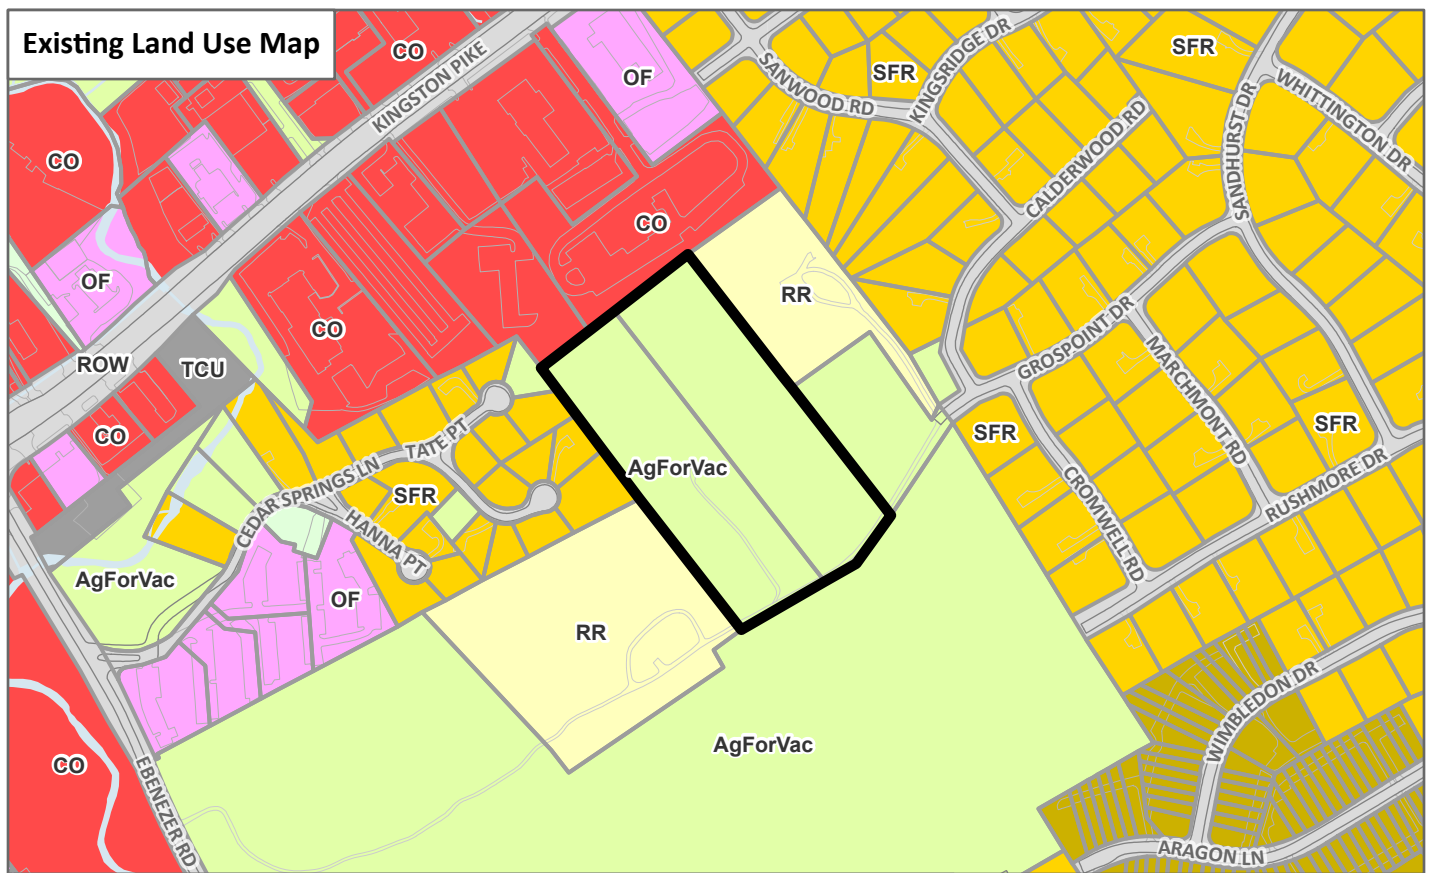 Existing Land Use Map
CO
KINGSTON PIKE
OF
SFR
SANWOOD RD
KINGSRIDGE DR
SFR
WHITTINGTON DR
SANDHURST DR
CALDERWOOD RD
CO
OF
CO
RR
CO
GROSPOINT DR
MARCHMONT RD
ROW
TCU
CO
TATE PT
SFR
SFR
CEDAR SPRINGS LN
SFR
HANNA PT
AgForVac
CROMWELL RD
RUSHMORE DR
AgForVac
OF
RR
WIMBLEDON DR
AgForVac
CO
EBENEZER RD
ARAGON LN